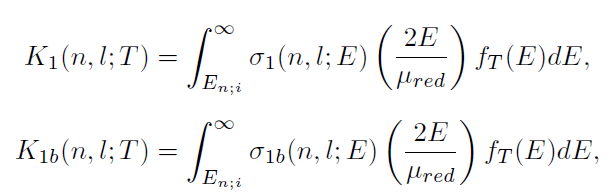 K_1(n, l; T) = \int_{E_{n;i}}^{\infty} \sigma_1(n, l; E) \left( \frac{2E}{\mu_{red}} \right) f_T(E)dE,
K_{1b}(n, l; T) = \int_{E_{n;i}}^{\infty} \sigma_{1b}(n, l; E) \left( \frac{2E}{\mu_{red}} \right) f_T(E)dE,